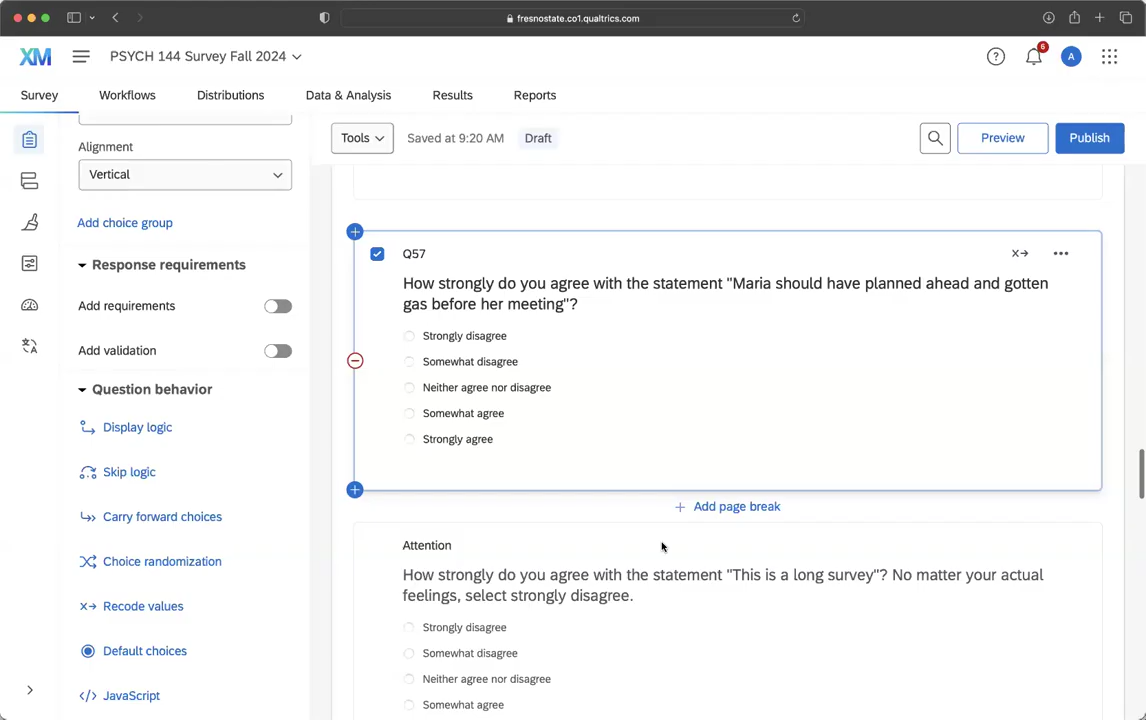 fresnostate.co1.qualtrics.com
XM
PSYCH 144 Survey Fall 2024
?
6
A
Survey
Workflows
Distributions
Data & Analysis
Results
Reports
Alignment
Vertical
Add choice group
Response requirements
Add requirements
Add validation
Question behavior
Display logic
Skip logic
Carry forward choices
Choice randomization
Recode values
Default choices
JavaScript
Tools
Saved at 9:20 AM
Draft
Preview
Publish
Q57
How strongly do you agree with the statement "Maria should have planned ahead and gotten
gas before her meeting"?
Strongly disagree
Somewhat disagree
Neither agree nor disagree
Somewhat agree
Strongly agree
Add page break
Attention
How strongly do you agree with the statement "This is a long survey"? No matter your actual
feelings, select strongly disagree.
Strongly disagree
Somewhat disagree
Neither agree nor disagree
Somewhat agree